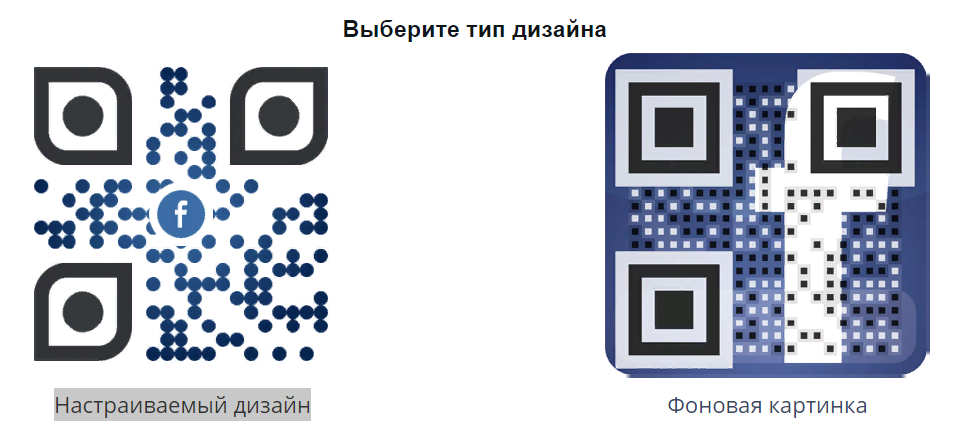 Выберите тип дизайна
f
Настраиваемый дизайн
Фоновая картинка